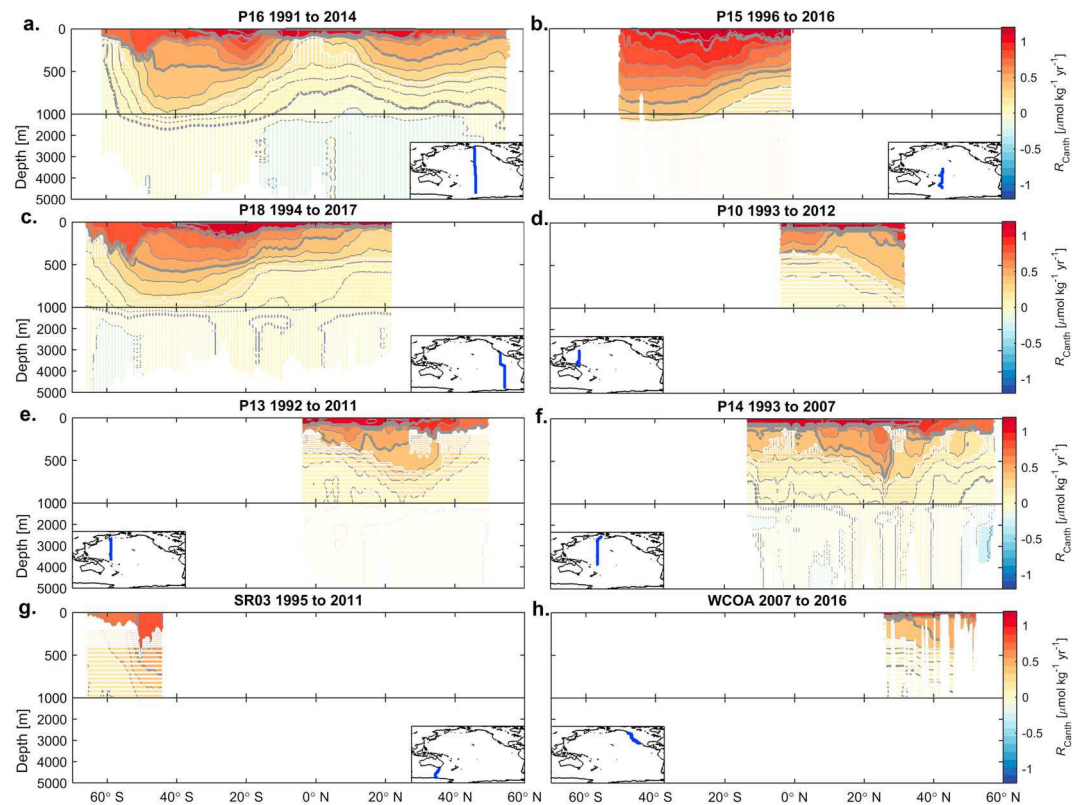 a. P16 1991 to 2014
b. P15 1996 to 2016
0
500
1000
2000
3000
4000
5000
Depth [m]
1
0.5
0
-0.5
-1
R_Canth [μmol kg⁻¹ yr⁻¹]
c. P18 1994 to 2017
d. P10 1993 to 2012
0
500
1000
2000
3000
4000
5000
Depth [m]
1
0.5
0
-0.5
-1
R_Canth [μmol kg⁻¹ yr⁻¹]
e. P13 1992 to 2011
f. P14 1993 to 2007
0
500
1000
2000
3000
4000
5000
Depth [m]
1
0.5
0
-0.5
-1
R_Canth [μmol kg⁻¹ yr⁻¹]
g. SR03 1995 to 2011
h. WCOA 2007 to 2016
0
500
1000
2000
3000
4000
5000
Depth [m]
1
0.5
0
-0.5
-1
R_Canth [μmol kg⁻¹ yr⁻¹]
60° S 40° S 20° S 0° N 20° N 40° N 60° N
60° S 40° S 20° S 0° N 20° N 40° N 60° N